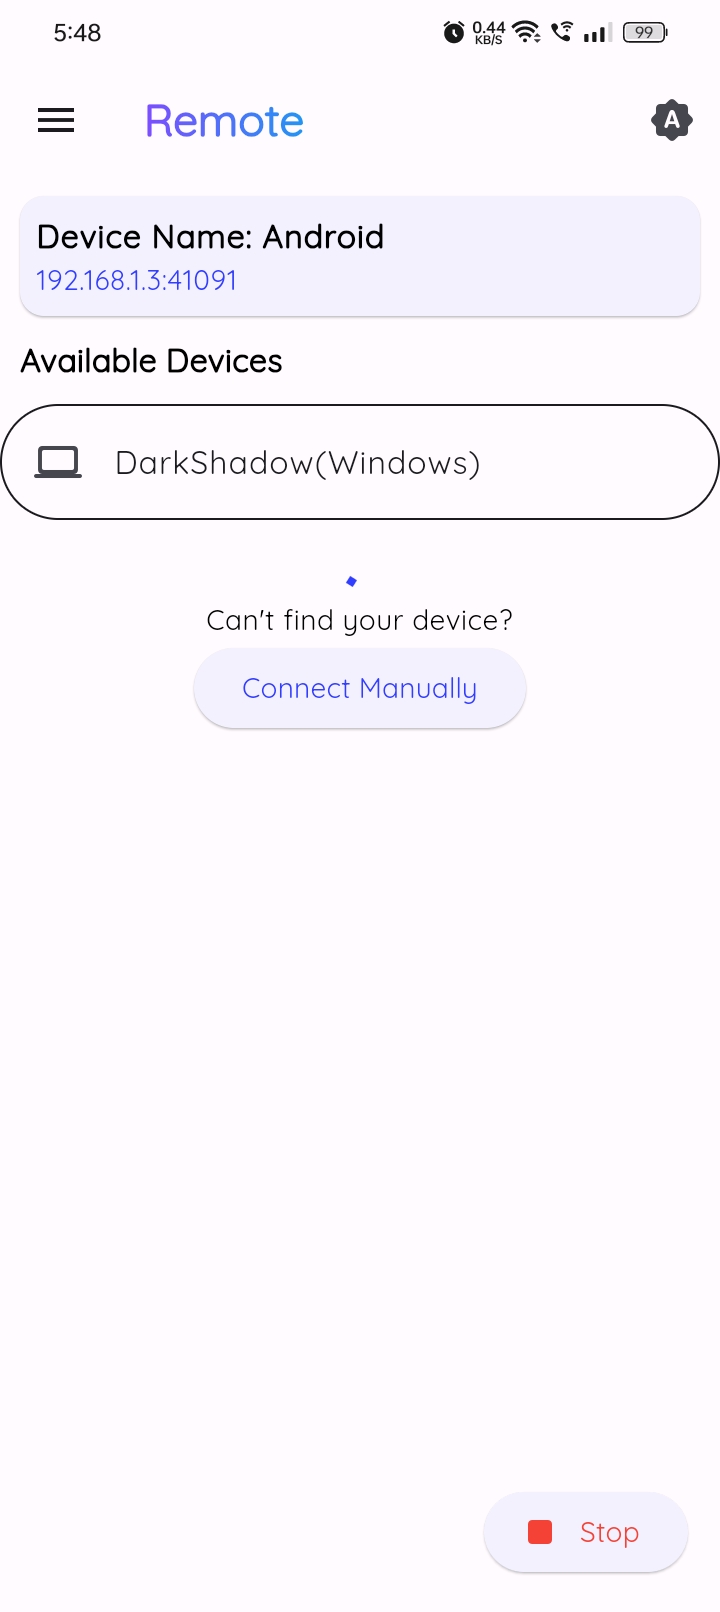 5:48
0.44
KB/S
99
Remote
A
Device Name: Android
192.168.1.3:41091
Available Devices
DarkShadow(Windows)
Can't find your device?
Connect Manually
Stop